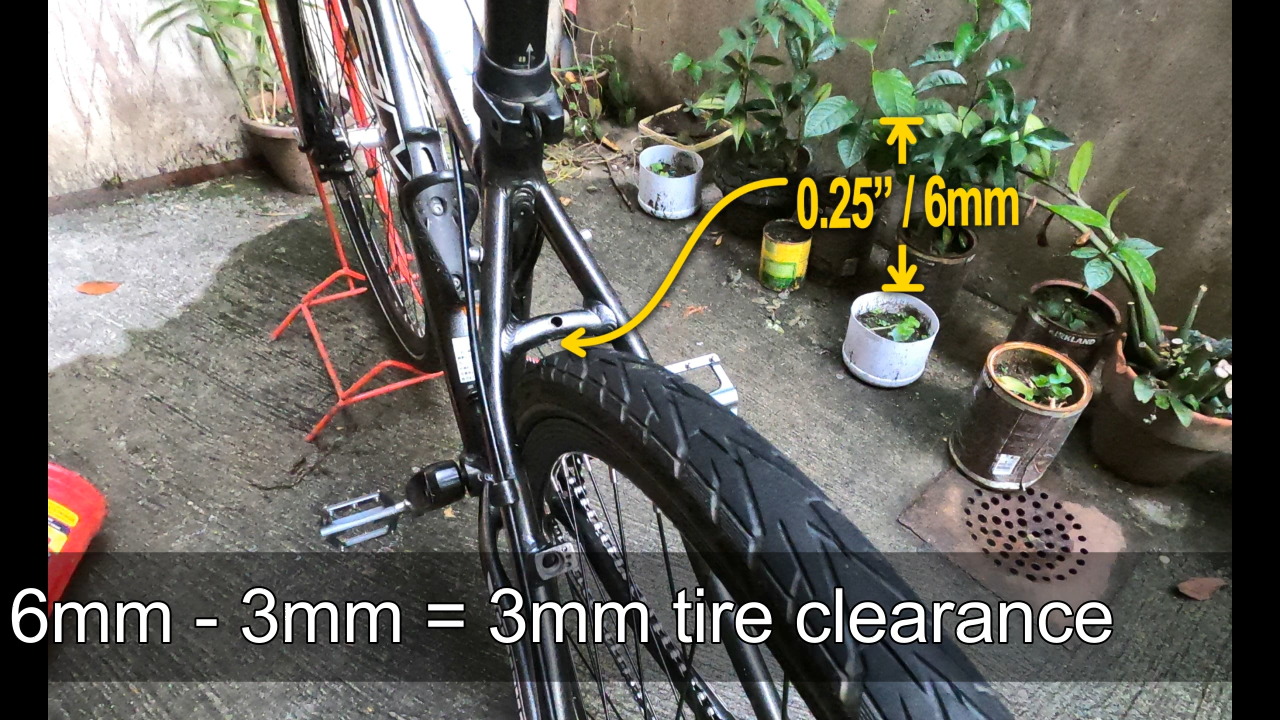 0.25” / 6mm
KIRKLAND
6mm - 3mm = 3mm tire clearance